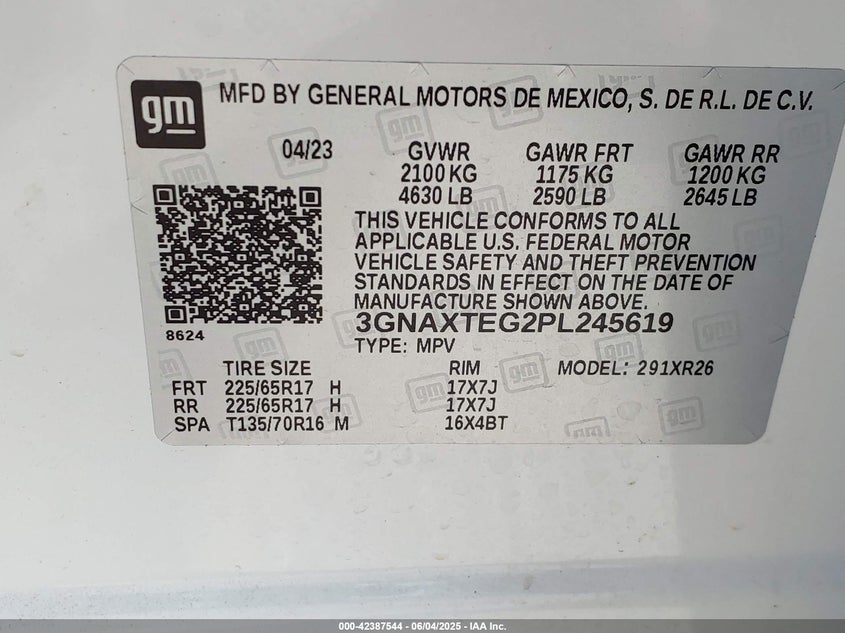 gm
MFD BY GENERAL MOTORS DE MEXICO, S. DE R.L. DE C.V.
04/23 GVWR GAWR FRT GAWR RR
2100 KG 1175 KG 1200 KG
4630 LB 2590 LB 2645 LB
THIS VEHICLE CONFORMS TO ALL
APPLICABLE U.S. FEDERAL MOTOR
VEHICLE SAFETY AND THEFT PREVENTION
STANDARDS IN EFFECT ON THE DATE OF
MANUFACTURE SHOWN ABOVE.
8624
3GNAXTEG2PL245619
TYPE: MPV
TIRE SIZE RIM MODEL: 291XR26
FRT 225/65R17 H 17X7J
RR 225/65R17 H 17X7J
SPA T135/70R16 M 16X4BT
000-42387544 / 06/04/2025 - IAA Inc.